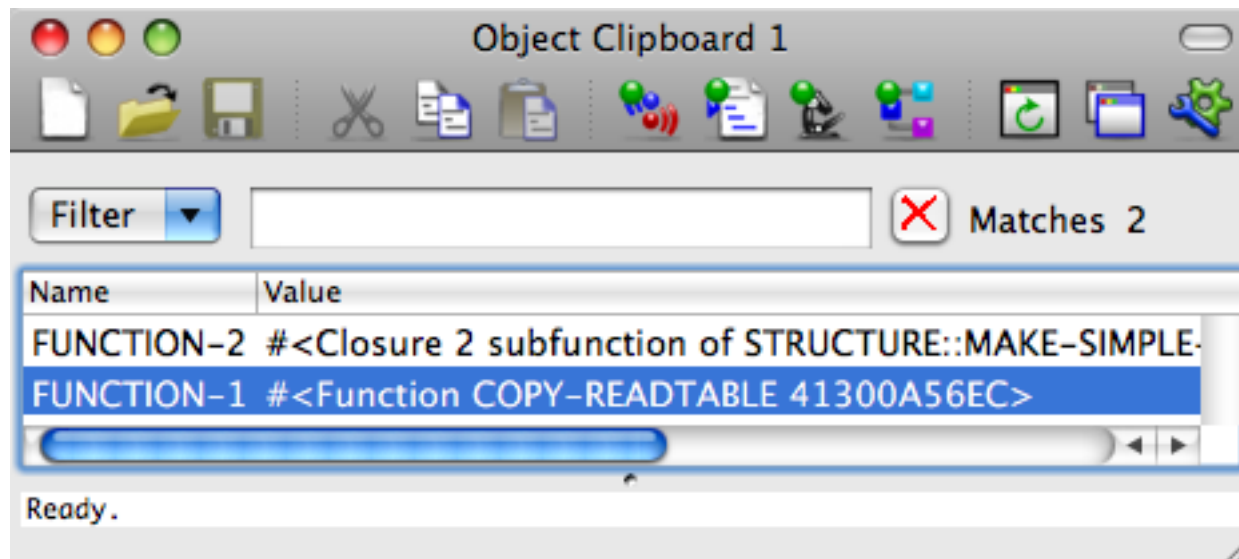 Object Clipboard 1
Filter Matches 2
Name Value
FUNCTION-2 #<Closure 2 subfunction of STRUCTURE::MAKE-SIMPLE-
FUNCTION-1 #<Function COPY-READTABLE 41300A56EC>
Ready.